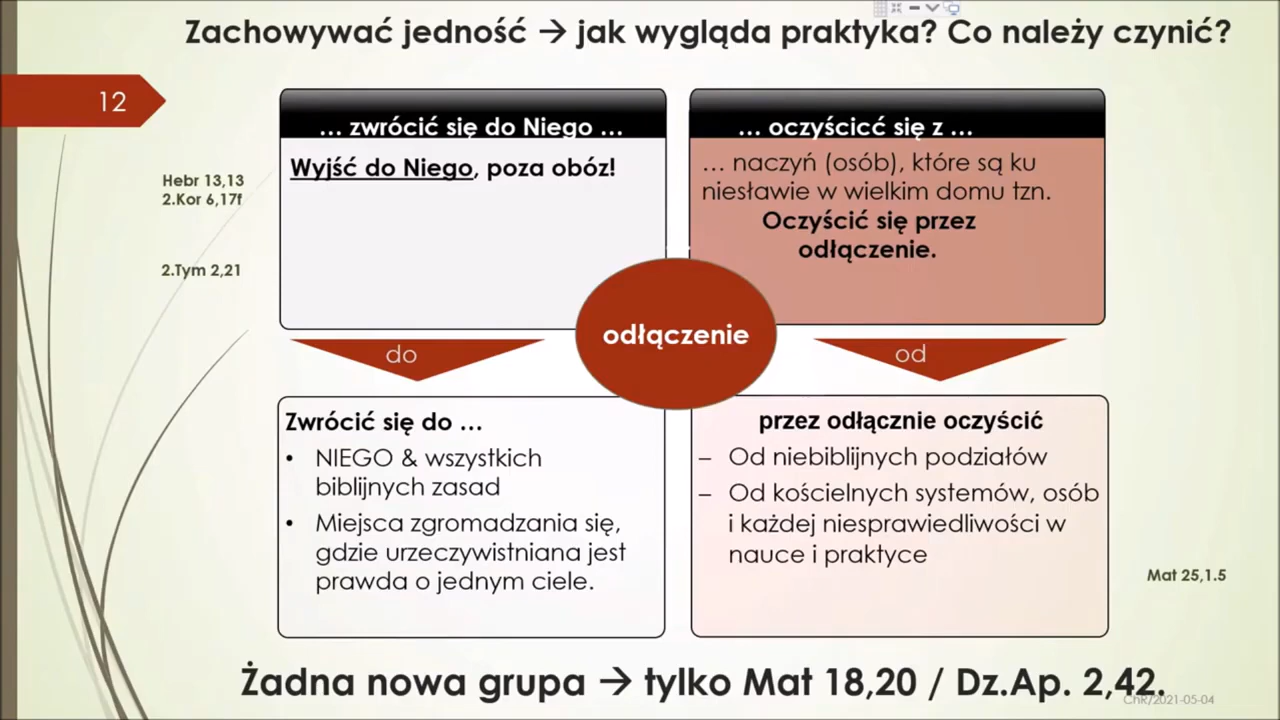 Zachowywać jedność → jak wygląda praktyka? Co należy czynić?
12
… zwrócić się do Niego …
Wyjść do Niego, poza obóz!
Hebr 13,13
2.Kor 6,17f
2.Tym 2,21
… oczyścicć się z …
… naczyń (osób), które są ku
niesławie w wielkim domu tzn.
Oczyścić się przez
odłączenie.
odłączenie
do
od
Zwrócić się do …
• NIEGO & wszystkich
biblijnych zasad
• Miejsca zgromadzania się,
gdzie urzeczywistniana jest
prawda o jednym ciele.
przez odłącznie oczyścić
– Od niebiblijnych podziałów
– Od kościelnych systemów, osób
i każdej niesprawiedliwości w
nauce i praktyce
Mat 25,1.5
Żadna nowa grupa → tylko Mat 18,20 / Dz.Ap. 2,42.
ChR/2021-05-04